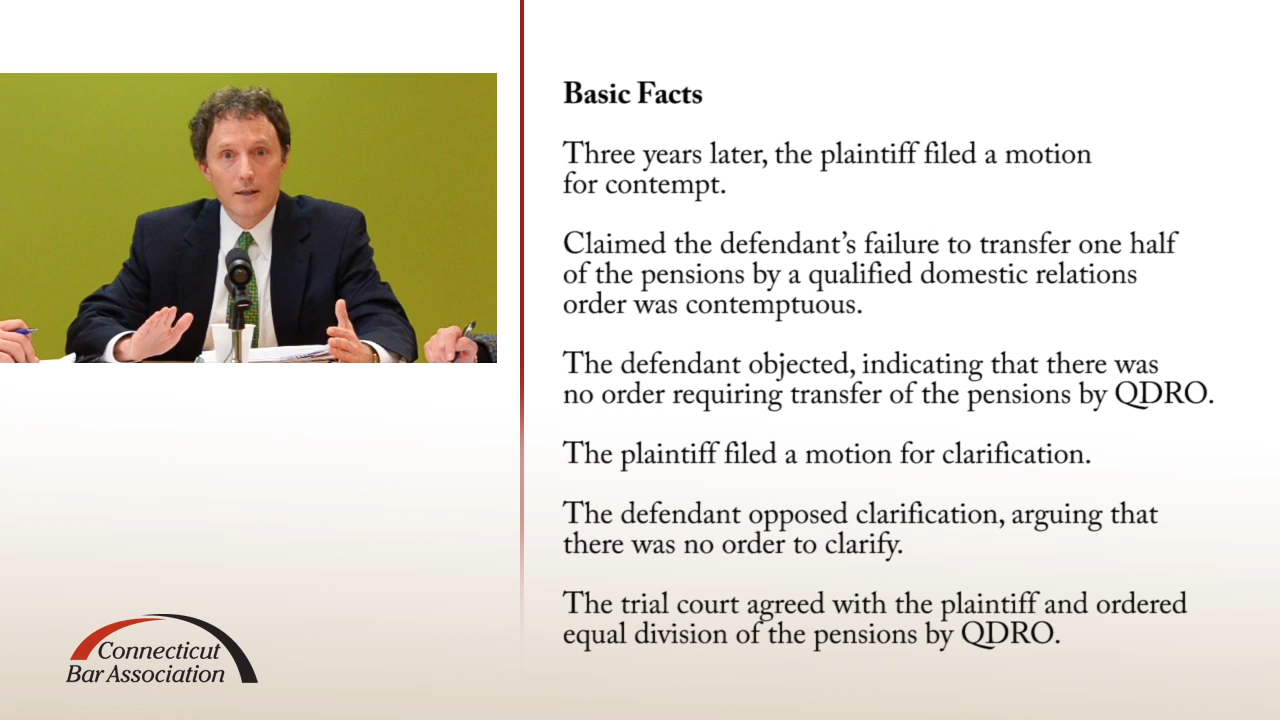 Basic Facts
Three years later, the plaintiff filed a motion
for contempt.
Claimed the defendant’s failure to transfer one half
of the pensions by a qualified domestic relations
order was contemptuous.
The defendant objected, indicating that there was
no order requiring transfer of the pensions by QDRO.
The plaintiff filed a motion for clarification.
The defendant opposed clarification, arguing that
there was no order to clarify.
The trial court agreed with the plaintiff and ordered
equal division of the pensions by QDRO.
Connecticut
Bar Association